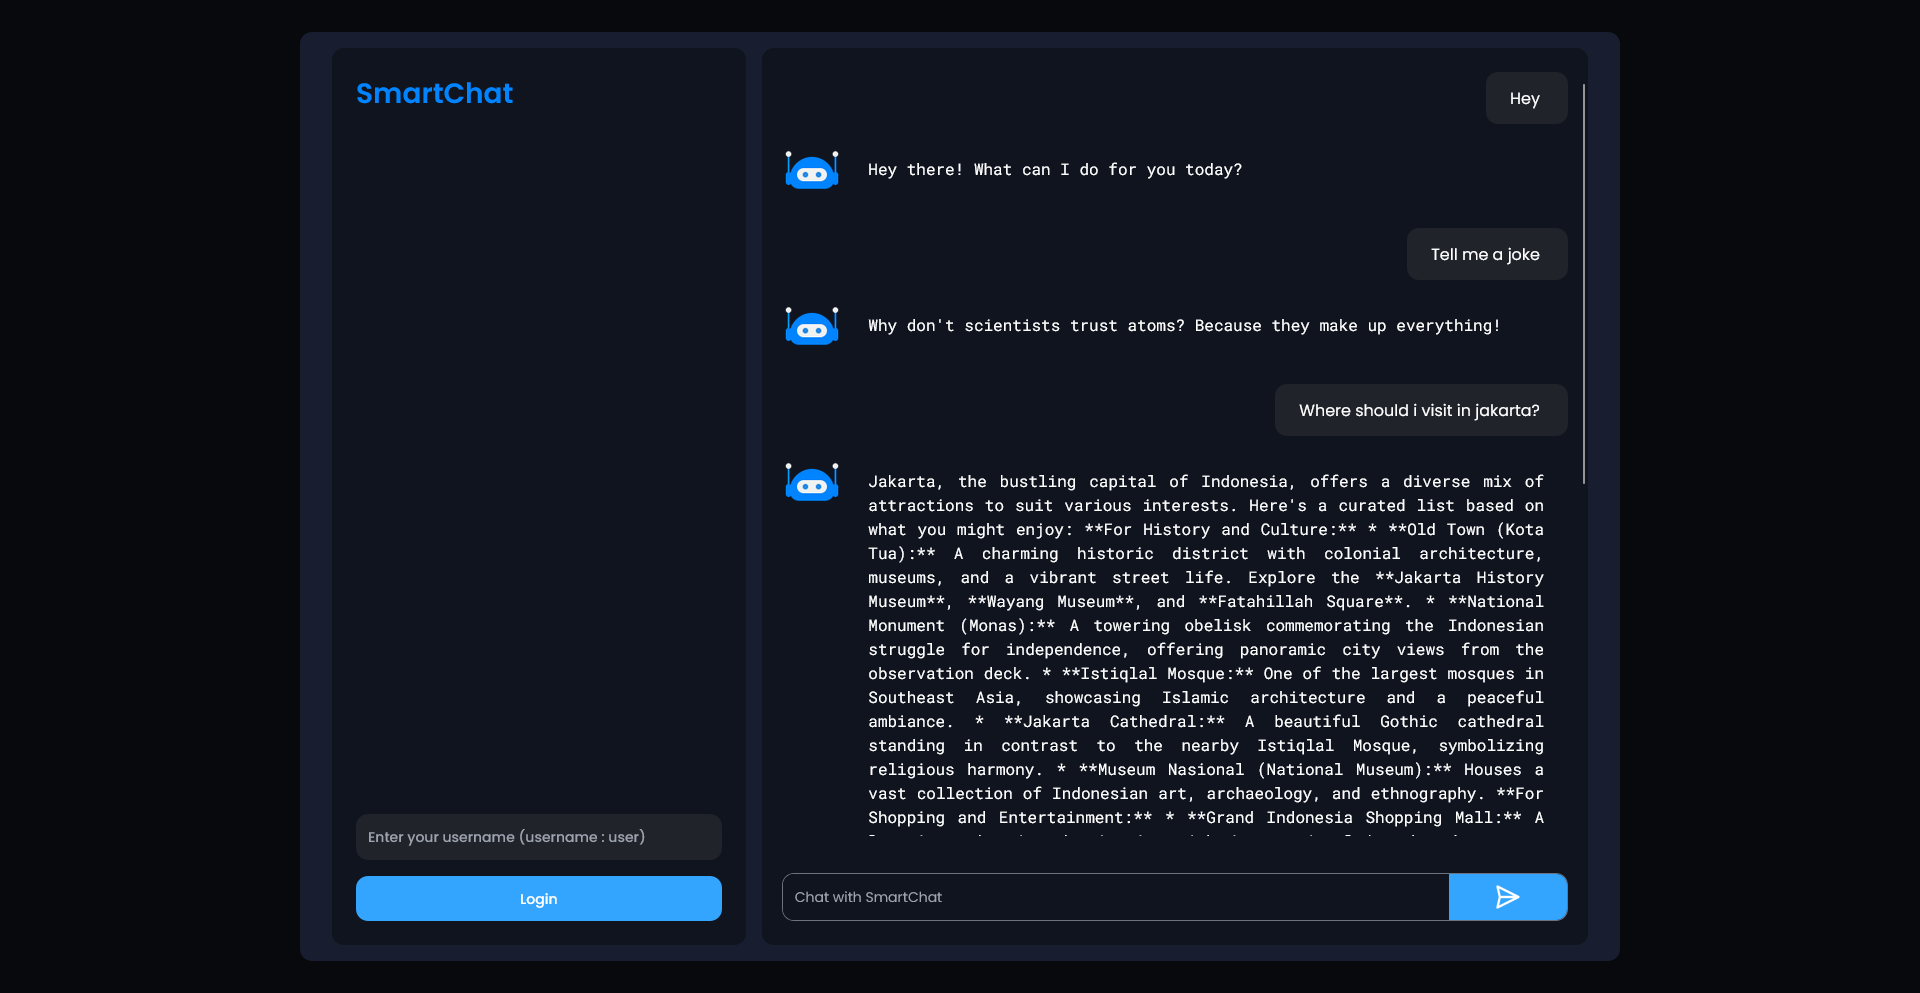 SmartChat
Enter your username (username : user)
Login
Hey
Hey there! What can I do for you today?
Tell me a joke
Why don't scientists trust atoms? Because they make up everything!
Where should i visit in jakarta?
Jakarta, the bustling capital of Indonesia, offers a diverse mix of
attractions to suit various interests. Here's a curated list based on
what you might enjoy: **For History and Culture:** * **Old Town (Kota
Tua):** A charming historic district with colonial architecture,
museums, and a vibrant street life. Explore the **Jakarta History
Museum**, **Wayang Museum**, and **Fatahillah Square**. * **National
Monument (Monas):** A towering obelisk commemorating the Indonesian
struggle for independence, offering panoramic city views from the
observation deck. * **Istiqlal Mosque:** One of the largest mosques in
Southeast Asia, showcasing Islamic architecture and a peaceful
ambiance. * **Jakarta Cathedral:** A beautiful Gothic cathedral
standing in contrast to the nearby Istiqlal Mosque, symbolizing
religious harmony. * **Museum Nasional (National Museum):** Houses a
vast collection of Indonesian art, archaeology, and ethnography. **For
Shopping and Entertainment:** * **Grand Indonesia Shopping Mall:** A
Chat with SmartChat